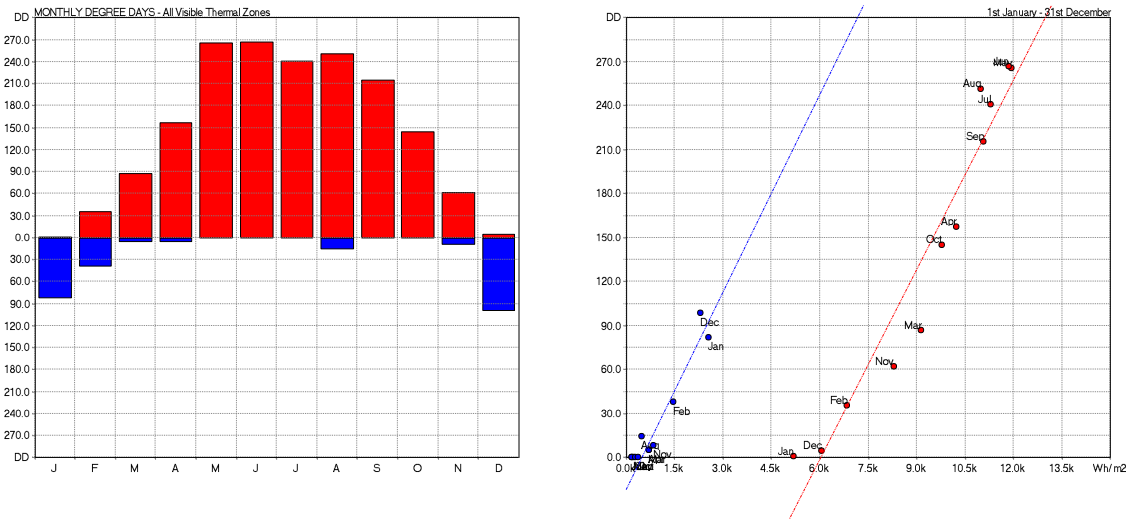 DD MONTHLY DEGREE DAYS - All Visible Thermal Zones
270.0
240.0
210.0
180.0
150.0
120.0
90.0
60.0
30.0
0.0
30.0
60.0
90.0
120.0
150.0
180.0
210.0
240.0
270.0
DD
J F M A M J J A S O N D
DD 1st January - 31st December
270.0
240.0
210.0
180.0
150.0
120.0
90.0
60.0
30.0
0.0
0.0k 1.5k 3.0k 4.5k 6.0k 7.5k 9.0k 10.5k 12.0k 13.5k Wh/m2
Aug
Jul
Sep
Apr
Oct
Dec
Mar
Jan
Nov
Feb
Feb
Aug
Nov
Dec
Jan